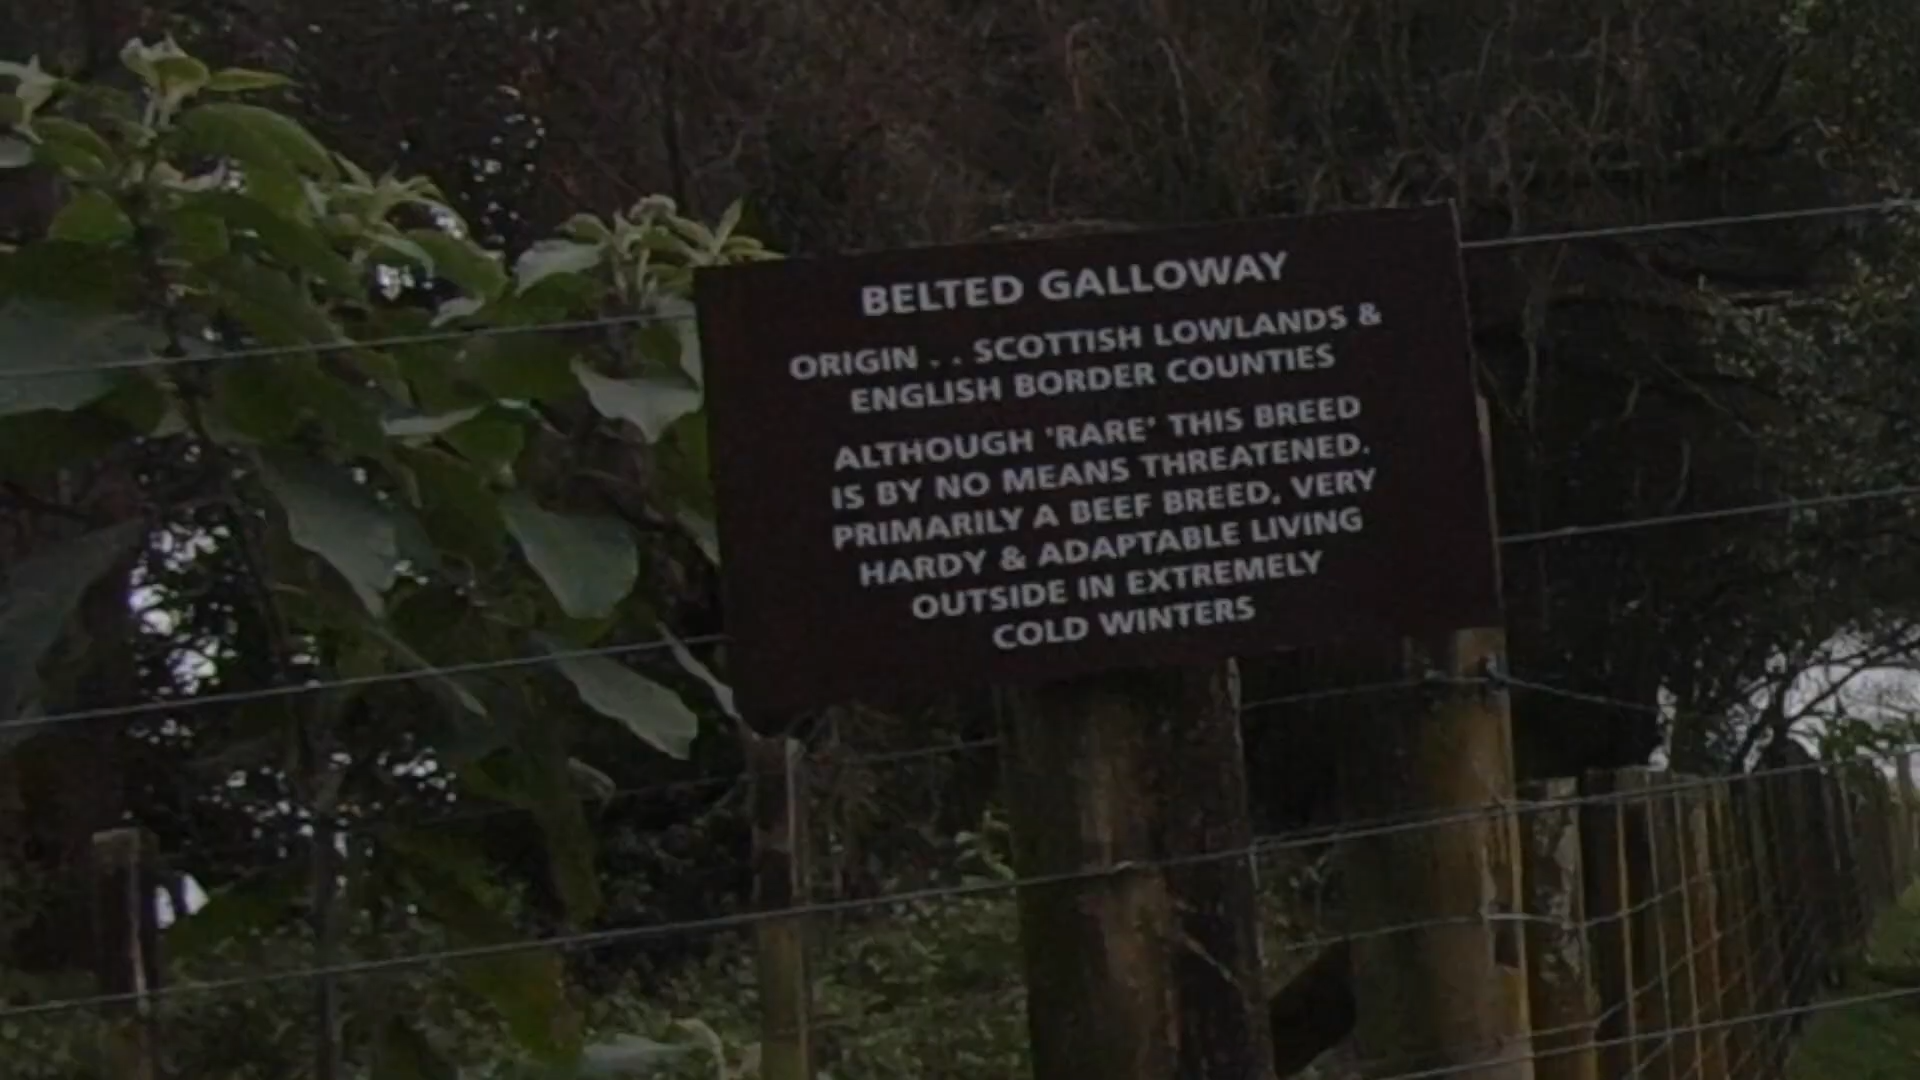 BELTED GALLOWAY
ORIGIN . . SCOTTISH LOWLANDS &
ENGLISH BORDER COUNTIES
ALTHOUGH 'RARE' THIS BREED
IS BY NO MEANS THREATENED.
PRIMARILY A BEEF BREED, VERY
HARDY & ADAPTABLE LIVING
OUTSIDE IN EXTREMELY
COLD WINTERS